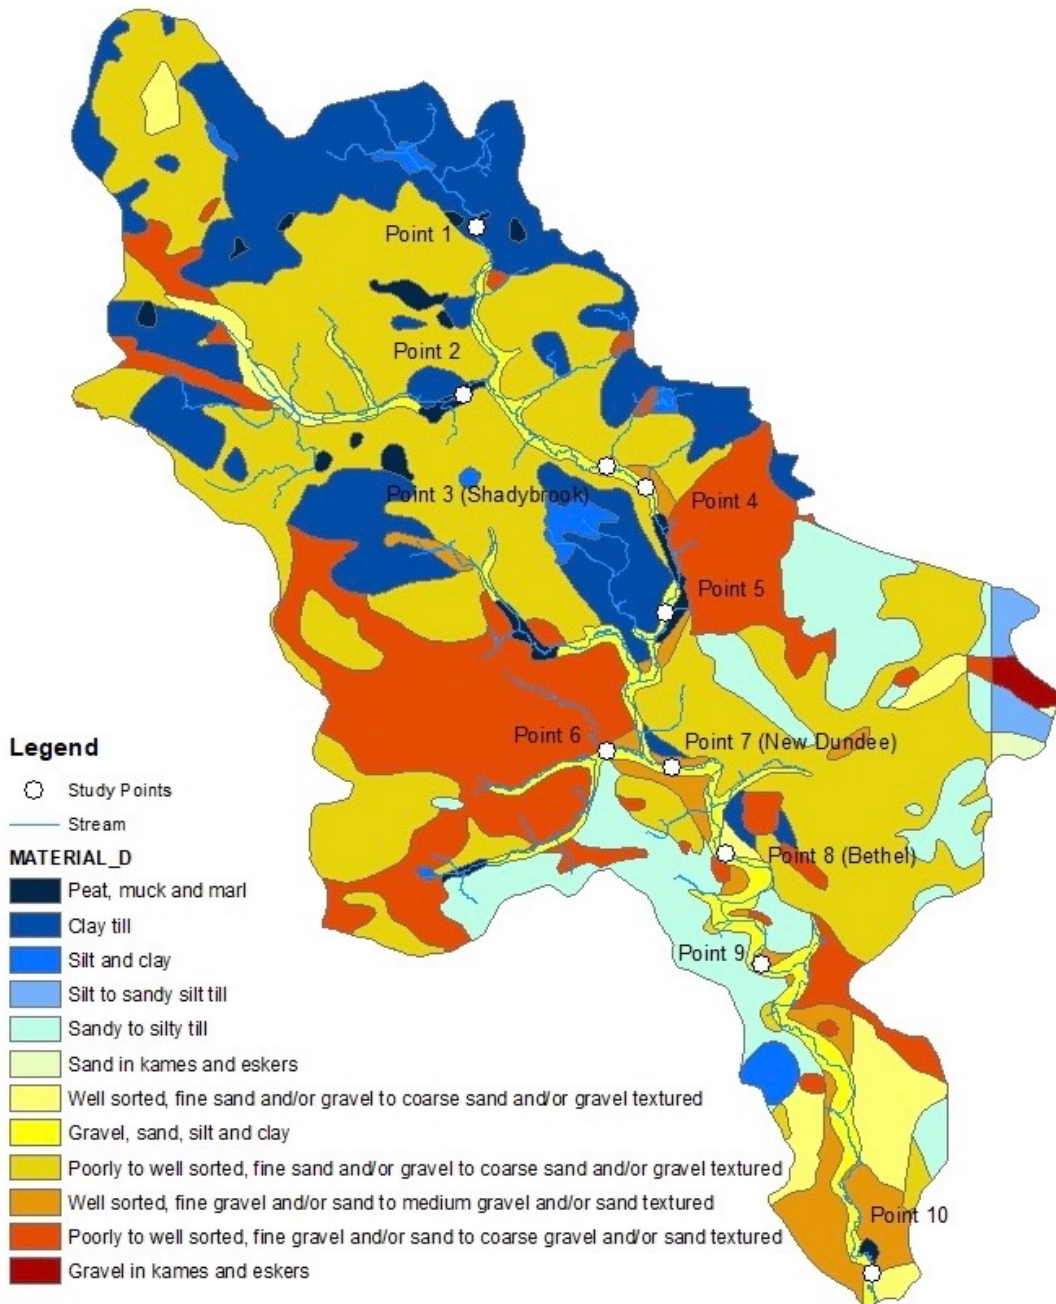 Point 1
Point 2
Point 3 (Shadybrook)
Point 4
Point 5
Point 6
Point 7 (New Dundee)
Point 8 (Bethel)
Point 9
Point 10
Legend
Study Points
Stream
MATERIAL_D
Peat, muck and marl
Clay till
Silt and clay
Silt to sandy silt till
Sandy to silty till
Sand in kames and eskers
Well sorted, fine sand and/or gravel to coarse sand and/or gravel textured
Gravel, sand, silt and clay
Poorly to well sorted, fine sand and/or gravel to coarse sand and/or gravel textured
Well sorted, fine gravel and/or sand to medium gravel and/or sand textured
Poorly to well sorted, fine gravel and/or sand to coarse gravel and/or sand textured
Gravel in kames and eskers